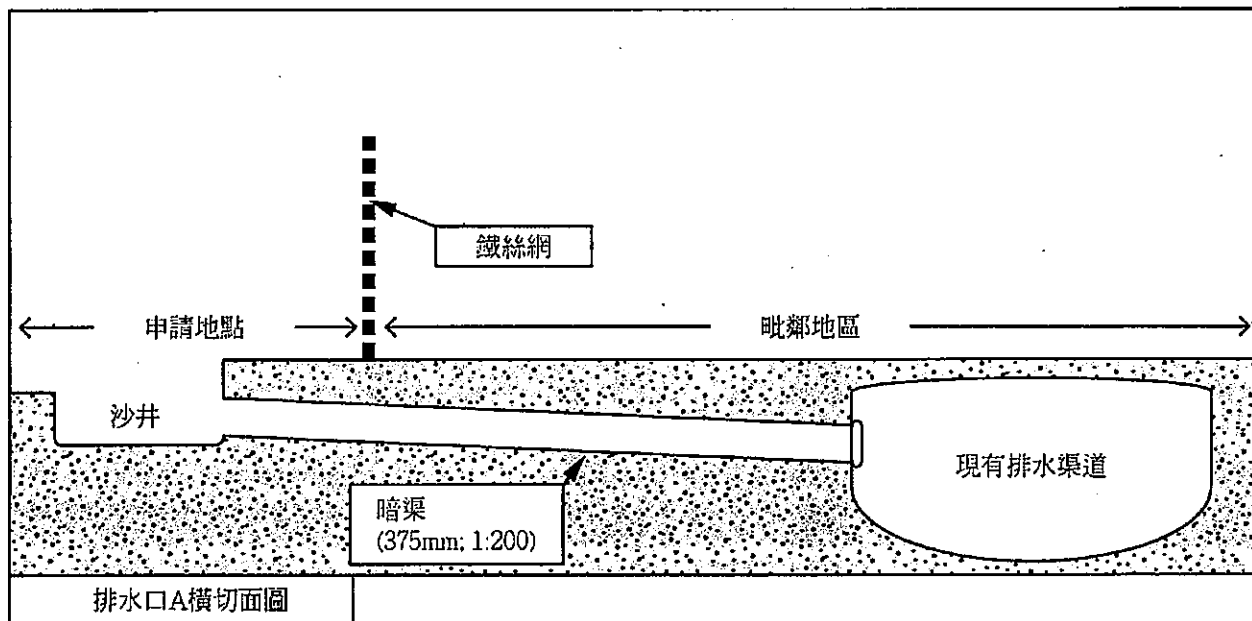 鐵絲網
申請地點
毗鄰地區
沙井
現有排水渠道
暗渠
(375mm; 1:200)
排水口A橫切面圖